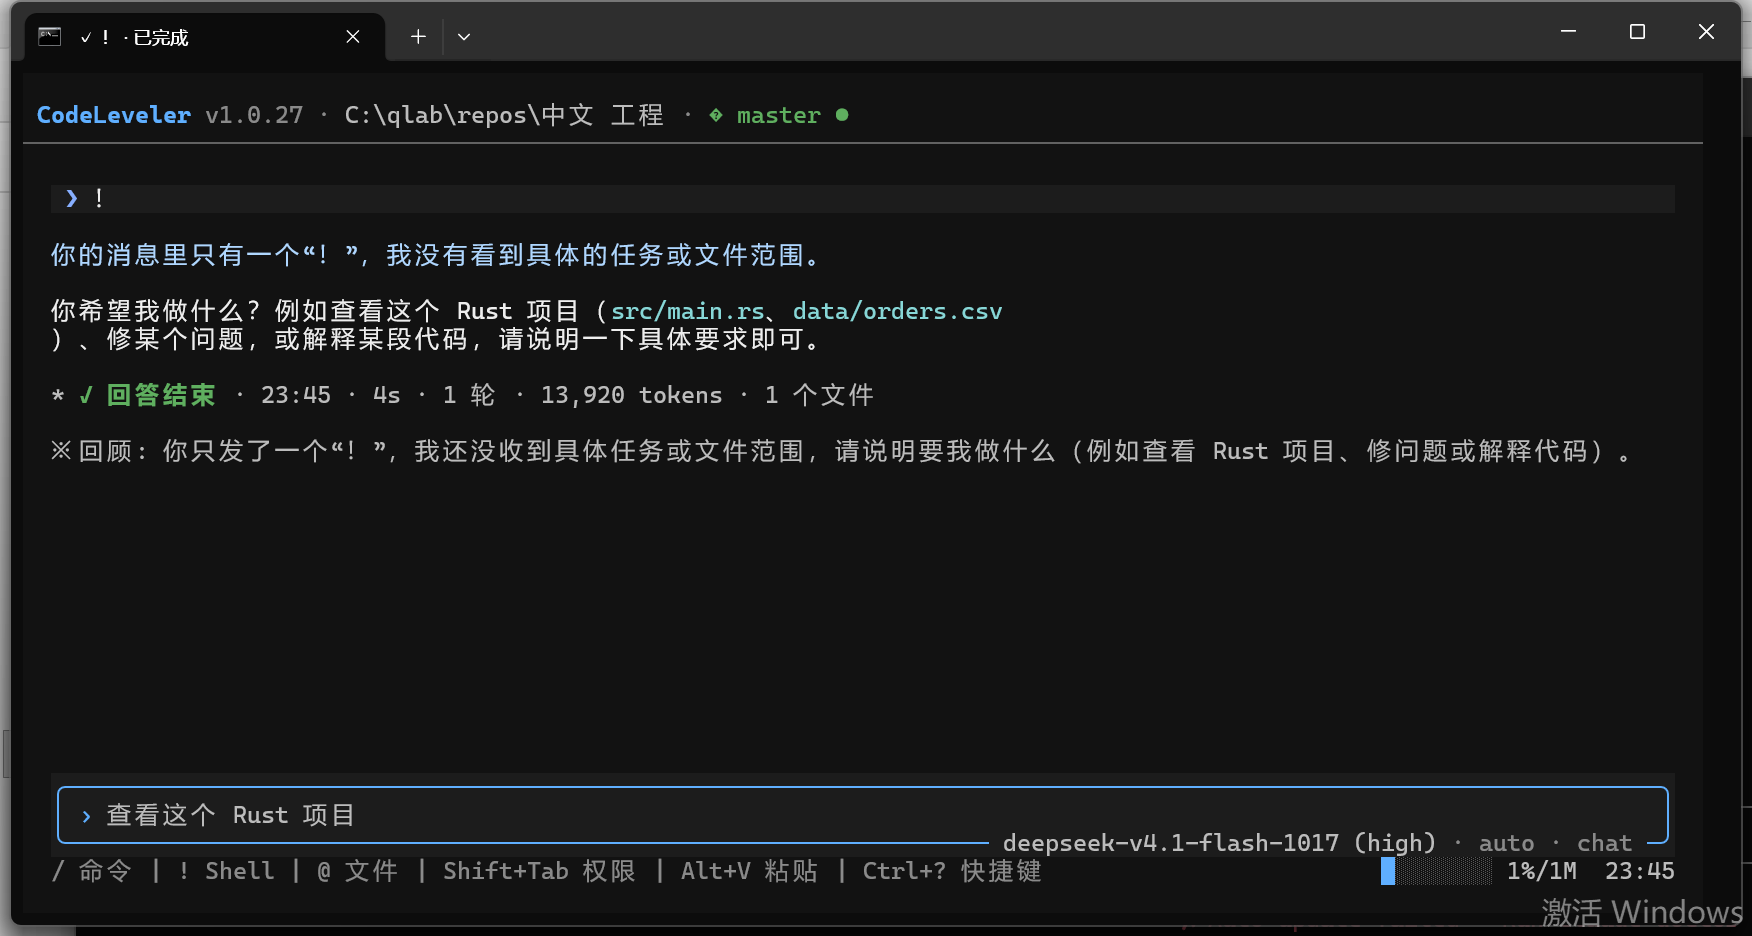 ✓ ! · 已完成
CodeLeveler v1.0.27 · C:\qlab\repos\中文 工程 · � master ●
❯ !
你的消息里只有一个“！”，我没有看到具体的任务或文件范围。
你希望我做什么？例如查看这个 Rust 项目（src/main.rs、data/orders.csv
）、修某个问题，或解释某段代码，请说明一下具体要求即可。
* √ 回答结束 · 23:45 · 4s · 1 轮 · 13,920 tokens · 1 个文件
※ 回顾：你只发了一个“！”，我还没收到具体任务或文件范围，请说明要我做什么（例如查看 Rust 项目、修问题或解释代码）。
› 查看这个 Rust 项目
deepseek-v4.1-flash-1017 (high) · auto · chat
/ 命令 | ! Shell | @ 文件 | Shift+Tab 权限 | Alt+V 粘贴 | Ctrl+? 快捷键 1%/1M 23:45
激活 Windows